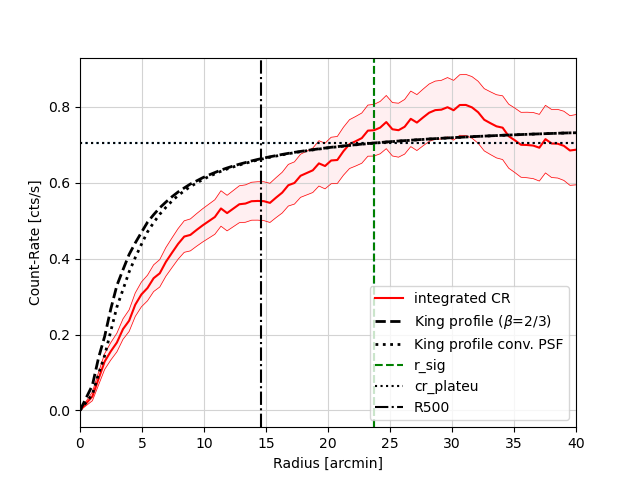 0.8
0.6
0.4
0.2
0.0
Count-Rate [cts/s]
integrated CR
King profile (β=2/3)
King profile conv. PSF
r_sig
cr_plateu
R500
0 5 10 15 20 25 30 35 40
Radius [arcmin]